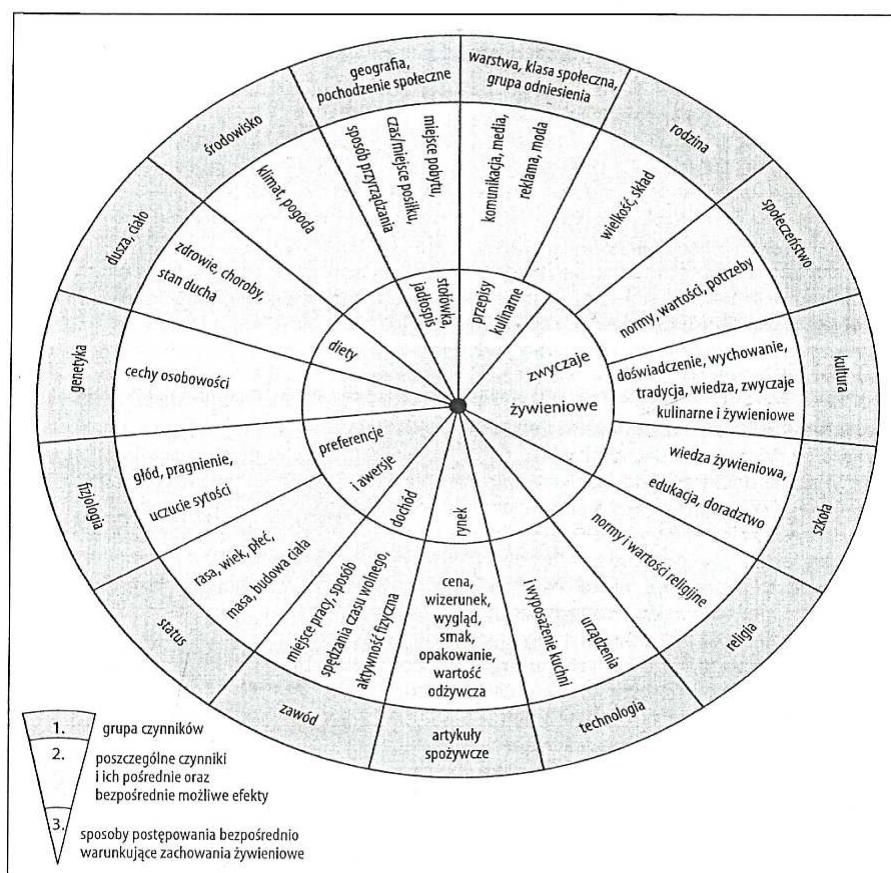 geografia,
pochodzenie społeczne
warstwa, klasa społeczna,
grupa odniesienia
rodzina
społeczeństwo
kultura
szkoła
religia
technologia
artykuły
spożywcze
zawód
status
fizjologia
genetyka
dusza, ciało
środowisko
sposób przyrządzania
czas/miejsce posiłku,
miejsce pobytu,
komunikacja, media,
reklama, moda
wielkość, skład
normy, wartości, potrzeby
doświadczenie, wychowanie,
tradycja, wiedza, zwyczaje
kulinarne i żywieniowe
wiedza żywieniowa,
edukacja, doradztwo
normy i wartości religijne
urządzenia
i wyposażenie kuchni
cena,
wizerunek,
wygląd,
smak,
opakowanie,
wartość
odżywcza
miejsce pracy, sposób
spędzania czasu wolnego,
aktywność fizyczna
rasa, wiek, płeć,
masa, budowa ciała
głód, pragnienie,
uczucie sytości
cechy osobowości
zdrowie, choroby,
stan ducha
klimat, pogoda
stołówka,
jadłospis
przepisy
kulinarne
zwyczaje
żywieniowe
rynek
dochód
preferencje
i awersje
diety
1.
grupa czynników
2.
poszczególne czynniki
i ich pośrednie oraz
bezpośrednie możliwe efekty
3.
sposoby postępowania bezpośrednio
warunkujące zachowania żywieniowe